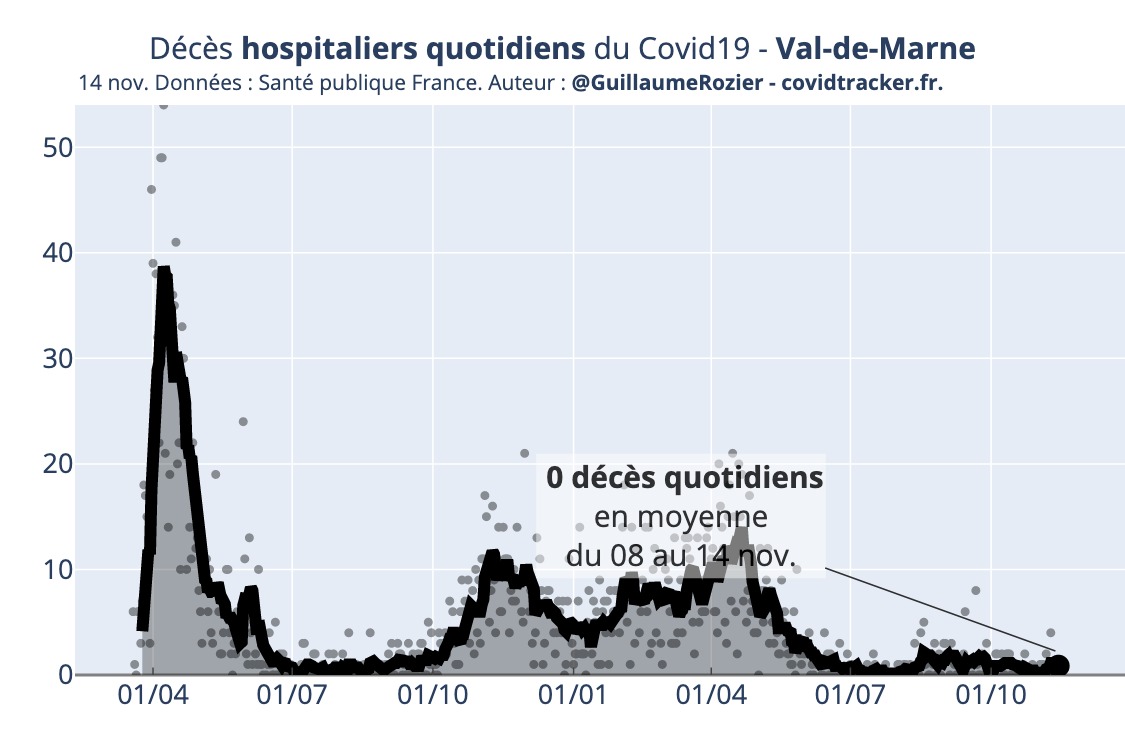 Décès hospitaliers quotidiens du Covid19 - Val-de-Marne
14 nov. Données : Santé publique France. Auteur : @GuillaumeRozier - covidtracker.fr.
50
40
30
20
10
0
0 décès quotidiens
en moyenne
du 08 au 14 nov.
01/04 01/07 01/10 01/01 01/04 01/07 01/10